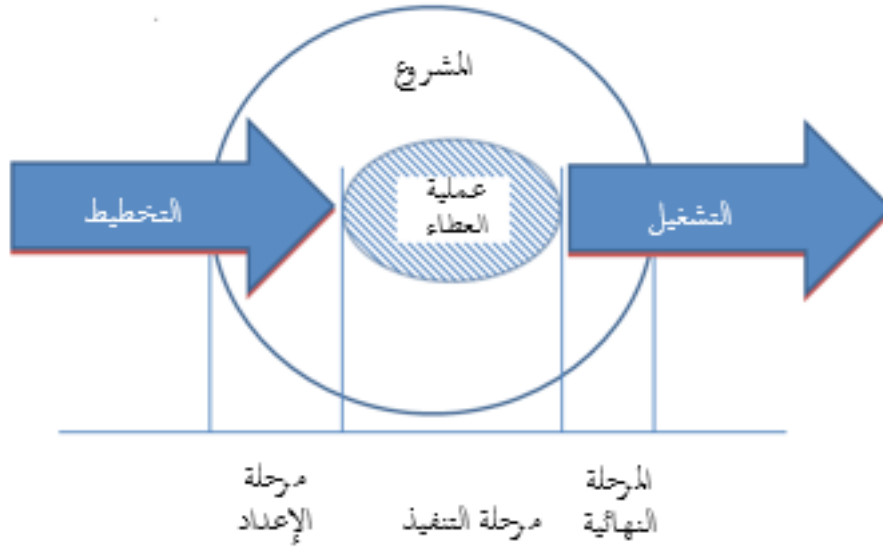 المشروع
عملية
العطاء
التخطيط
التشغيل
مرحلة
الإعداد
مرحلة التنفيذ
المرحلة
النهائية